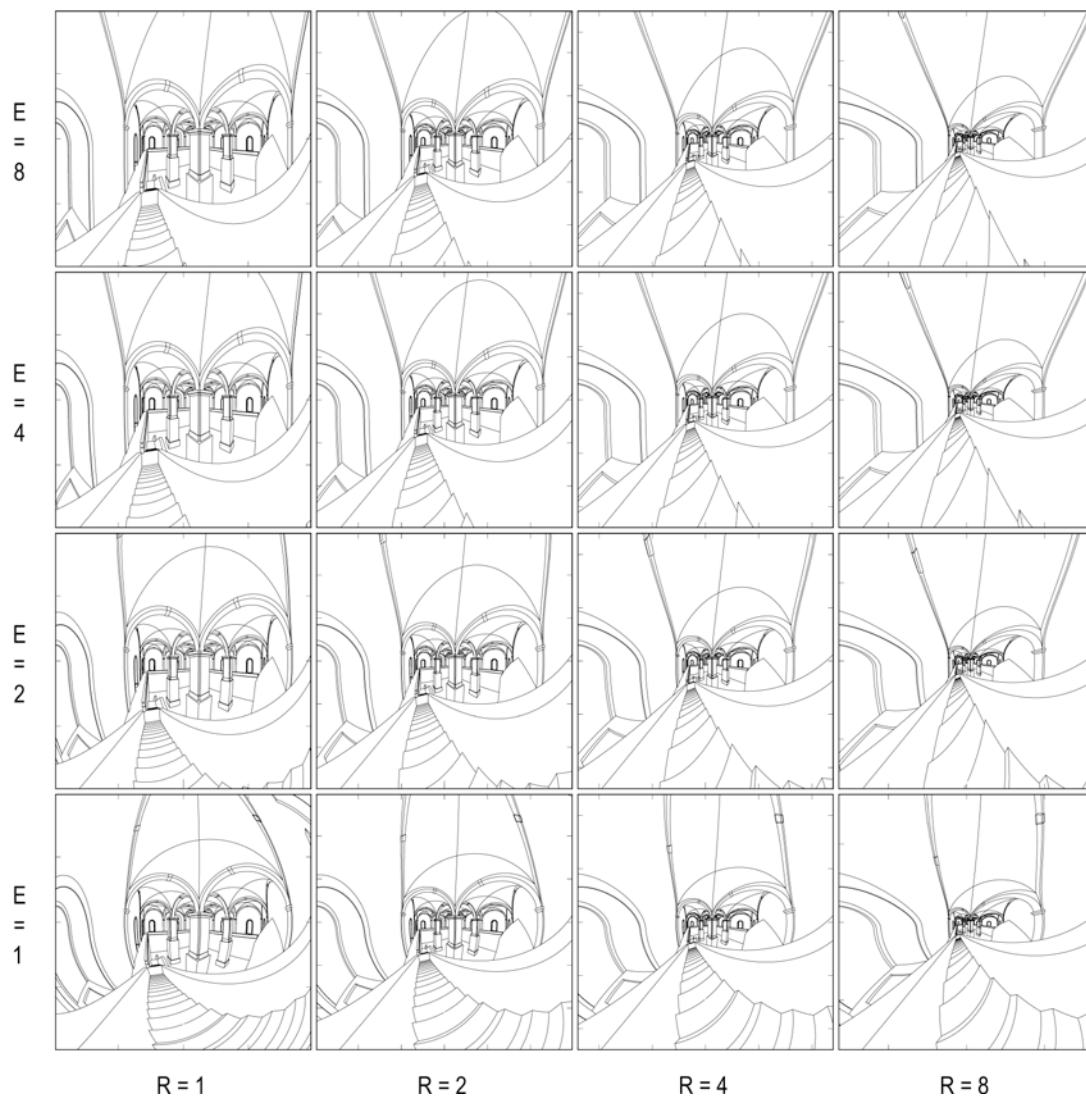 E
=
8
E
=
4
E
=
2
E
=
1
R = 1 R = 2 R = 4 R = 8